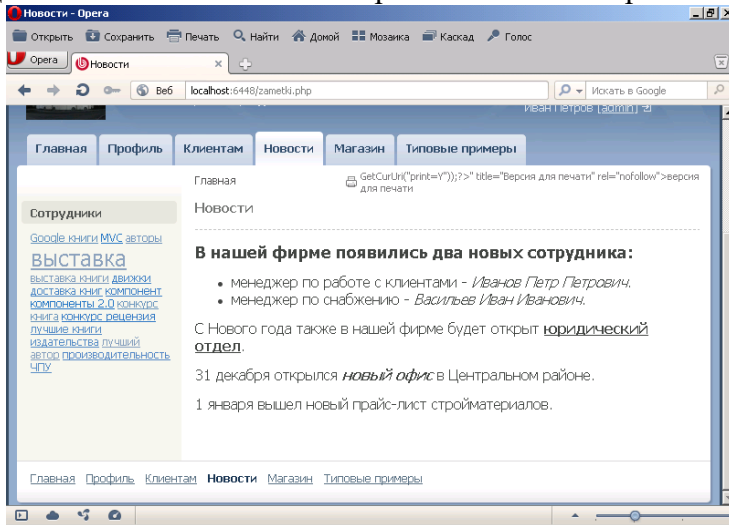 Новости - Opera
Открыть Сохранить Печать Найти Домой Мозаика Каскад Голос
Opera Новости
Веб localhost:6448/zametki.php Искать в Google
Иван Петров [admin]
Главная Профиль Клиентам Новости Магазин Типовые примеры
Главная
GetCurUri("print=Y"));?>" title="Версия для печати" rel="nofollow">версия
для печати
Сотрудники
Новости
Google книги MVC авторы
выставка
выставка книги движки
доставка книг компонент
компоненты 2.0 конкурс
книга конкурс рецензия
лучшие книги
издательства лучший
автор производительность
ЧПУ
В нашей фирме появились два новых сотрудника:
менеджер по работе с клиентами - Иванов Петр Петрович.
менеджер по снабжению - Васильев Иван Иванович.
С Нового года также в нашей фирме будет открыт юридический
отдел.
31 декабря открылся новый офис в Центральном районе.
1 января вышел новый прайс-лист стройматериалов.
Главная Профиль Клиентам Новости Магазин Типовые примеры